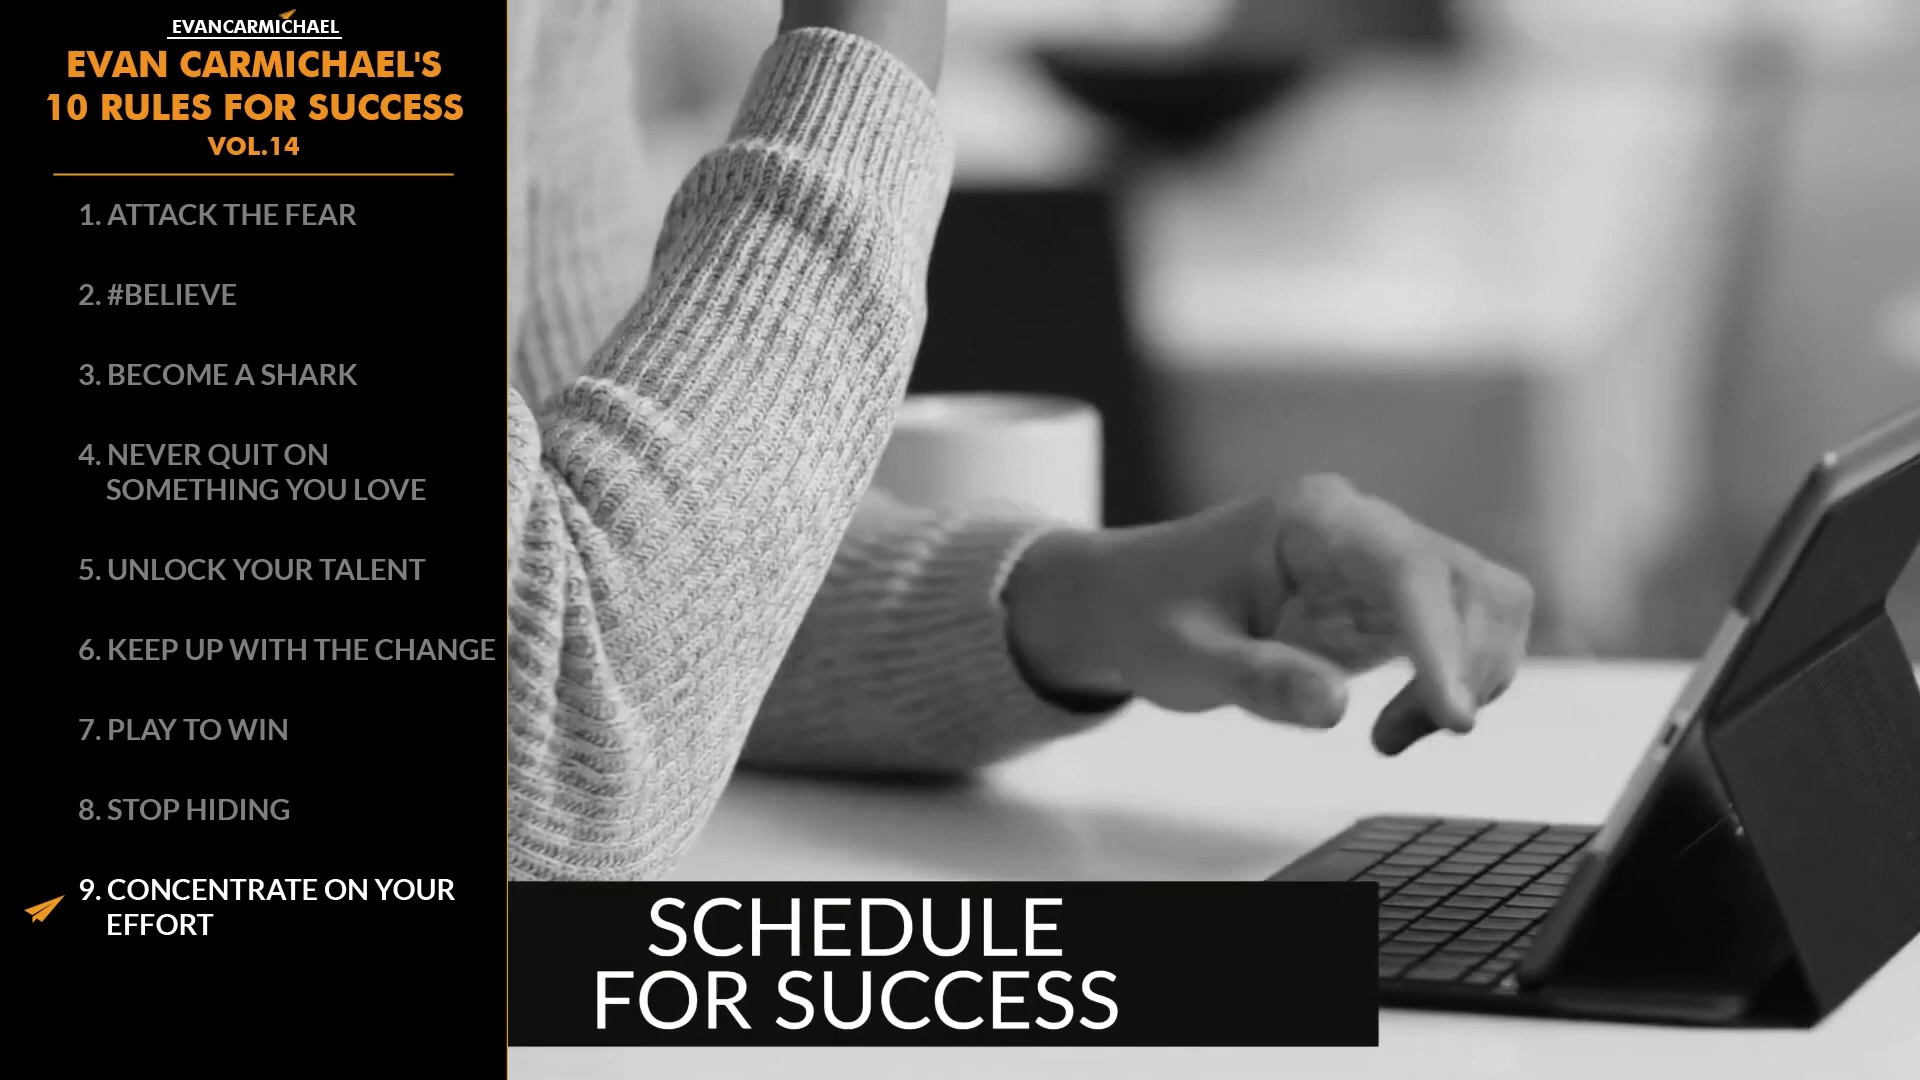 EVANCARMICHAEL
EVAN CARMICHAEL'S
10 RULES FOR SUCCESS
VOL.14
1. ATTACK THE FEAR
2. #BELIEVE
3. BECOME A SHARK
4. NEVER QUIT ON
SOMETHING YOU LOVE
5. UNLOCK YOUR TALENT
6. KEEP UP WITH THE CHANGE
7. PLAY TO WIN
8. STOP HIDING
9. CONCENTRATE ON YOUR
EFFORT
SCHEDULE
FOR SUCCESS